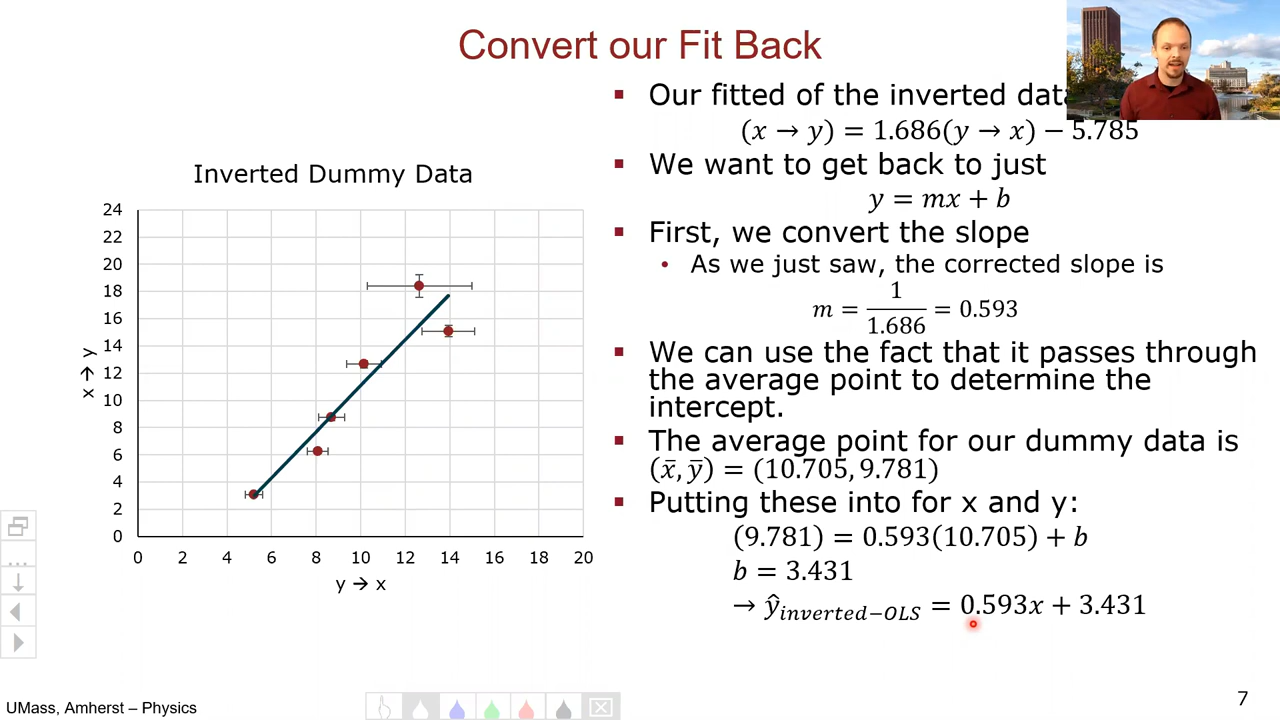 Convert our Fit Back
▪ Our fitted of the inverted data
(x → y) = 1.686(y → x) − 5.785
▪ We want to get back to just
y = mx + b
▪ First, we convert the slope
• As we just saw, the corrected slope is
m = 1/1.686 = 0.593
▪ We can use the fact that it passes through
the average point to determine the
intercept.
▪ The average point for our dummy data is
(x̄, ȳ) = (10.705, 9.781)
▪ Putting these into for x and y:
(9.781) = 0.593(10.705) + b
b = 3.431
→ ŷ inverted−OLS = 0.593x + 3.431
Inverted Dummy Data
x → y
24
22
20
18
16
14
12
10
8
6
4
2
0
0 2 4 6 8 10 12 14 16 18 20
y → x
UMass, Amherst – Physics
7